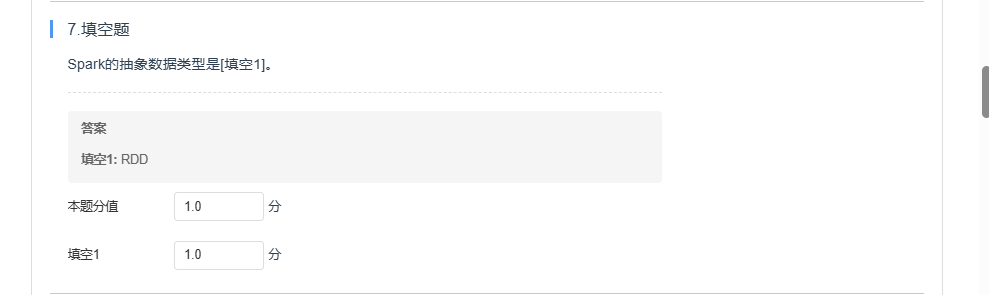 7.填空题
Spark的抽象数据类型是[填空1]。
答案
填空1: RDD
本题分值 1.0 分
填空1 1.0 分